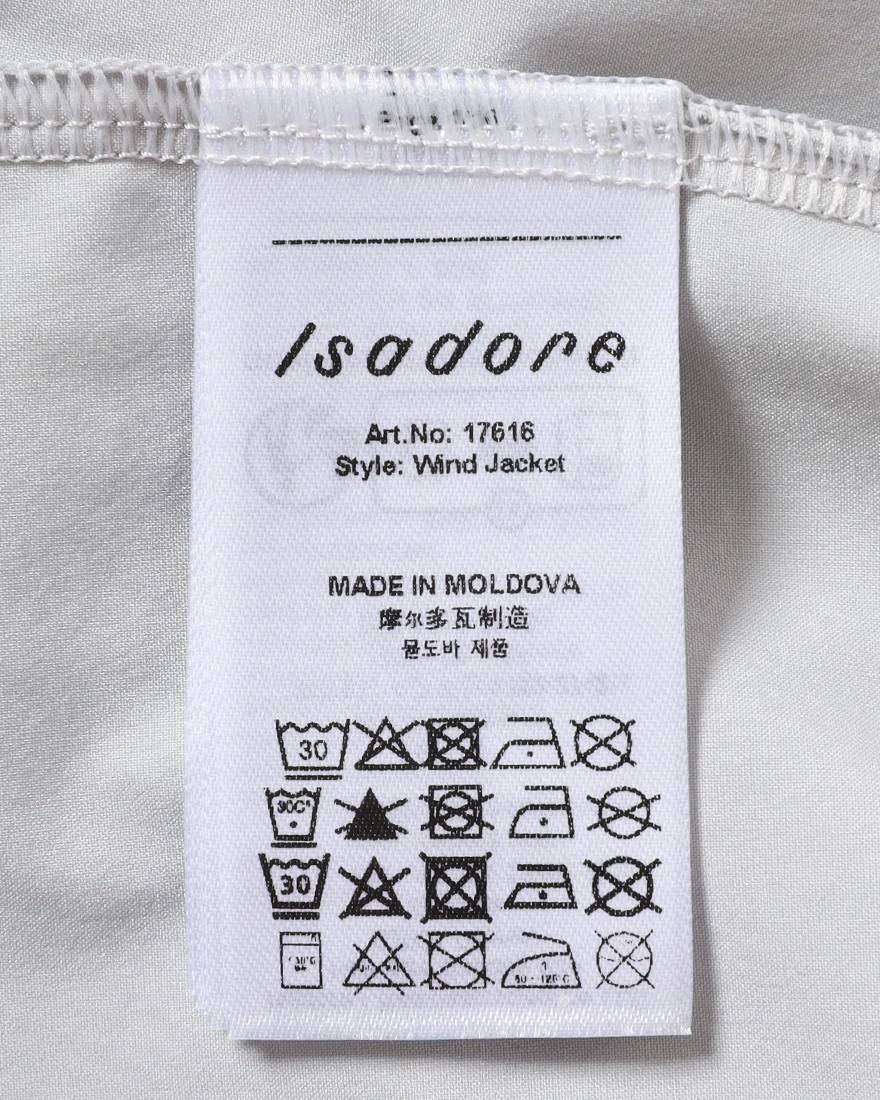 Isadore
Art.No: 17616
Style: Wind Jacket
MADE IN MOLDOVA
摩尔多瓦制造
몰도바 제품
30
30C°
30